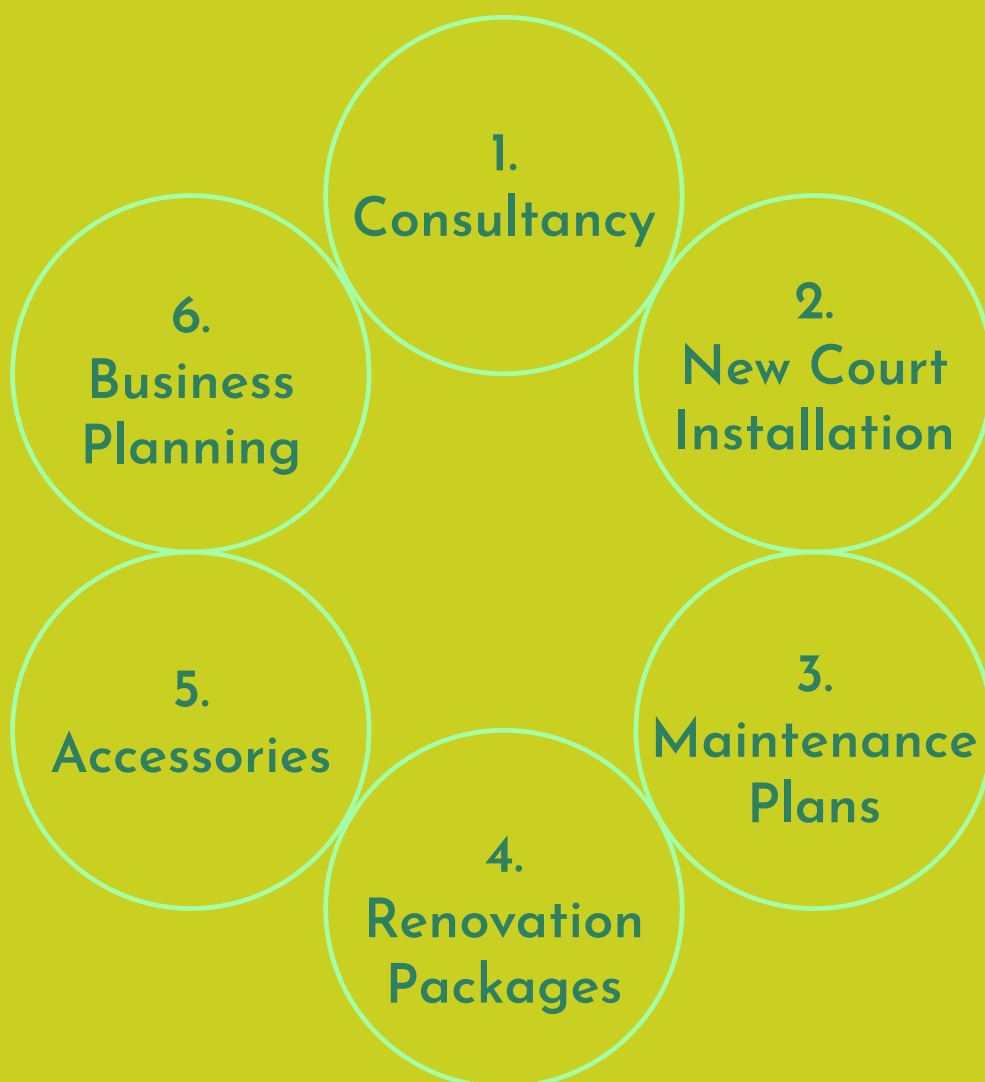 1.
Consultancy
2.
New Court
Installation
3.
Maintenance
Plans
4.
Renovation
Packages
5.
Accessories
6.
Business
Planning